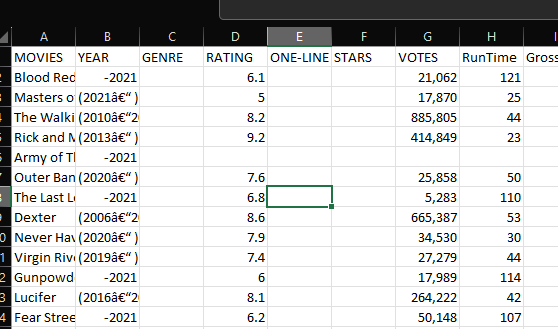 A B C D E F G H I
MOVIES YEAR GENRE RATING ONE-LINE STARS VOTES RunTime Gross
2 Blood Red -2021 6.1 21,062 121
3 Masters o (2021â€“ ) 5 17,870 25
4 The Walki (2010â€“2 8.2 885,805 44
5 Rick and M (2013â€“ ) 9.2 414,849 23
6 Army of Tl -2021
7 Outer Ban (2020â€“ ) 7.6 25,858 50
8 The Last L -2021 6.8 5,283 110
9 Dexter (2006â€“2 8.6 665,387 53
0 Never Hav (2020â€“ ) 7.9 34,530 30
1 Virgin Riv (2019â€“ ) 7.4 27,279 44
2 Gunpowd -2021 6 17,989 114
3 Lucifer (2016â€“2 8.1 264,222 42
4 Fear Stree -2021 6.2 50,148 107